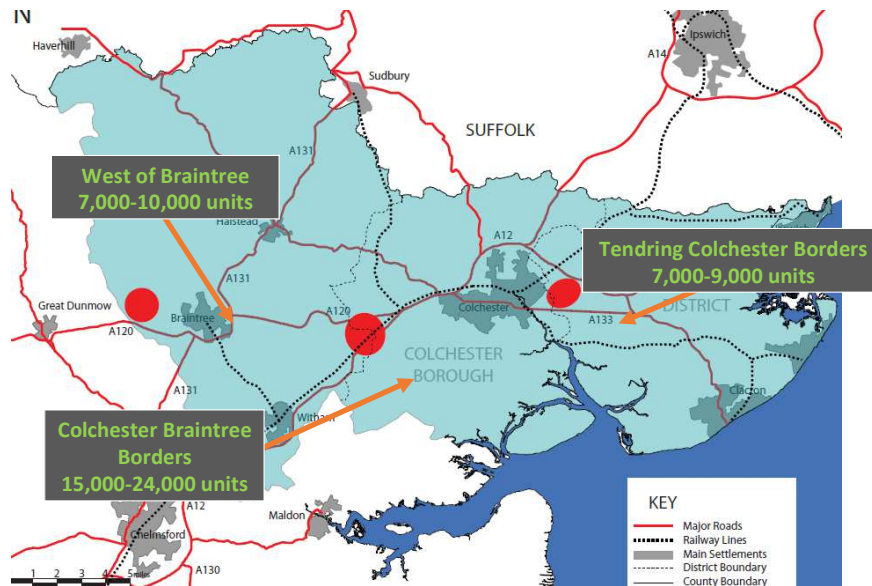 N
Haverhill
Sudbury
Ipswich
A14
SUFFOLK
A131
West of Braintree
7,000-10,000 units
Halstead
A12
Tendring Colchester Borders
7,000-9,000 units
A131
Great Dunmow
Braintree
A120
A120
Colchester
A133
DISTRICT
COLCHESTER
BOROUGH
A131
Clacton
Witham
Colchester Braintree
Borders
15,000-24,000 units
A12
Maldon
Chelmsford
A130
1 2 3 4 5 miles
KEY
Major Roads
Railway Lines
Main Settlements
District Boundary
County Boundary